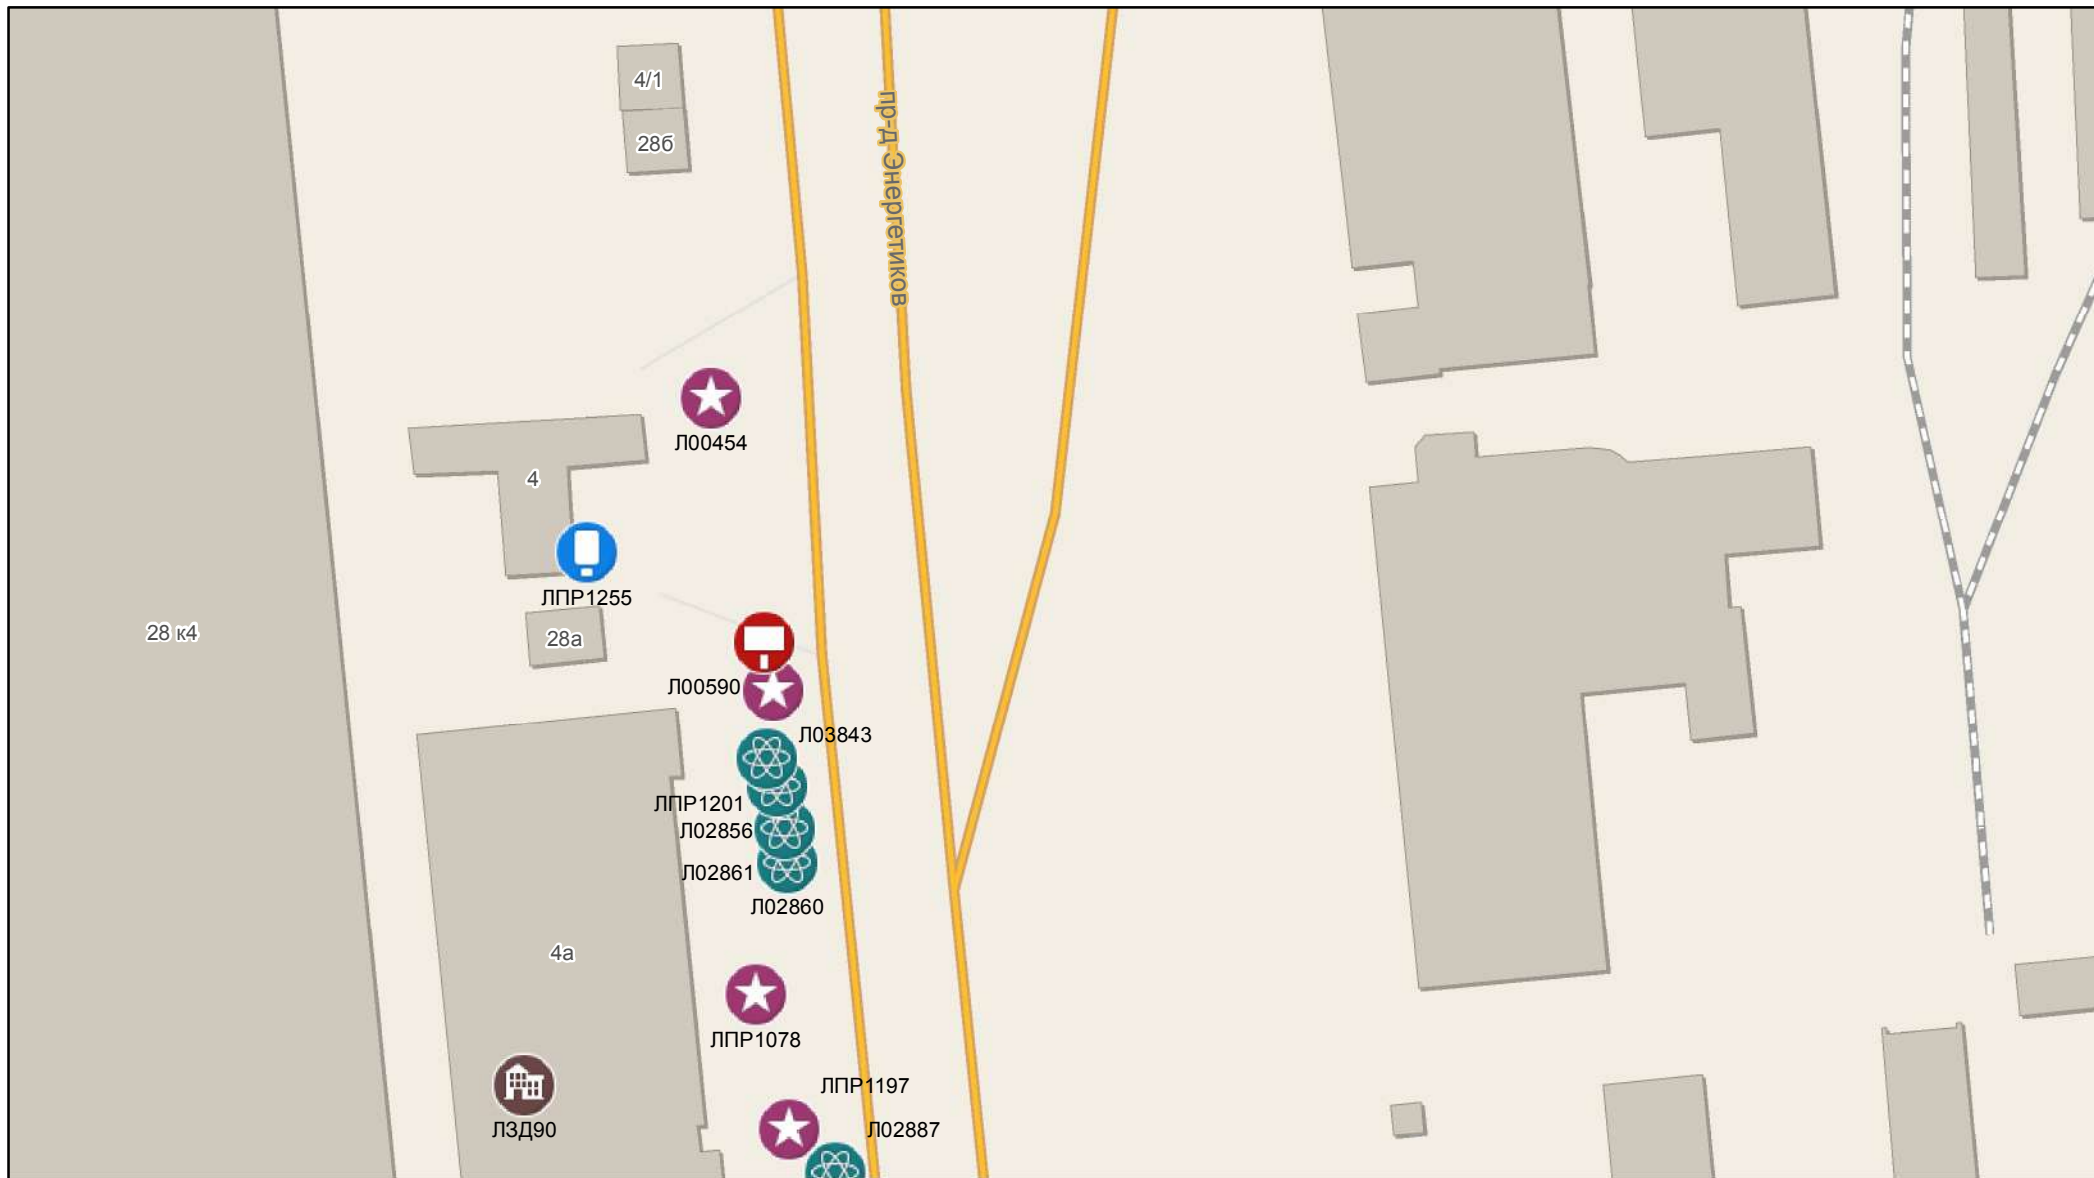 4/1
28б
пр-д Энергетиков
Л00454
4
ЛПР1255
28 к4
28а
Л00590
Л03843
ЛПР1201
Л02856
Л02861
Л02860
4а
ЛПР1078
ЛПР1197
ЛЗД90
Л02887